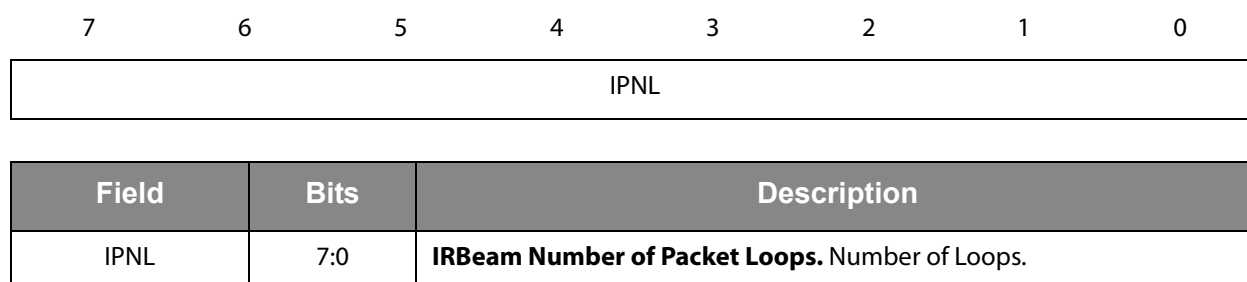 7 6 5 4 3 2 1 0
IPNL
Field Bits Description
IPNL 7:0 IRBeam Number of Packet Loops. Number of Loops.